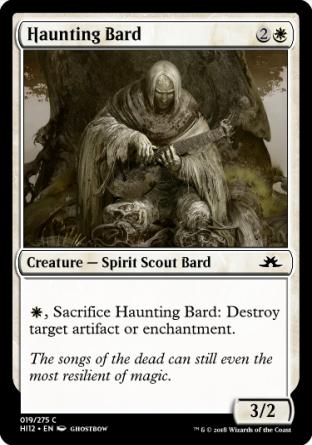 Haunting Bard 2
Creature — Spirit Scout Bard
, Sacrifice Haunting Bard: Destroy
target artifact or enchantment.
The songs of the dead can still even the
most resilient of magic.
3/2
019/275 C
HI12 • EN GHOSTBOW
™ & © 2018 Wizards of the Coast